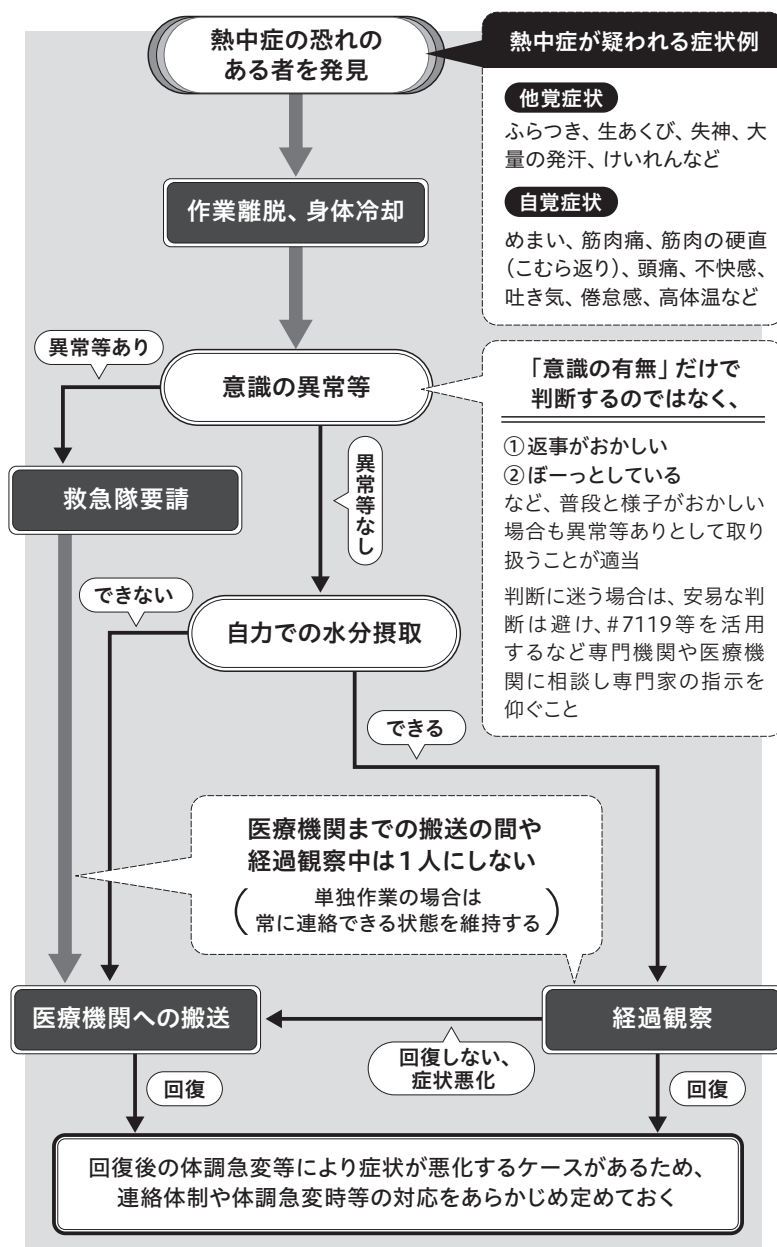 熱中症の恐れの
ある者を発見
熱中症が疑われる症状例
他覚症状
ふらつき、生あくび、失神、大
量の発汗、けいれんなど
自覚症状
めまい、筋肉痛、筋肉の硬直
(こむら返り)、頭痛、不快感、
吐き気、倦怠感、高体温など
作業離脱、身体冷却
異常等あり
意識の異常等
「意識の有無」だけで
判断するのではなく、
①返事がおかしい
②ぼーっとしている
など、普段と様子がおかしい
場合も異常等ありとして取り
扱うことが適当
判断に迷う場合は、安易な判
断は避け、#7119等を活用
するなど専門機関や医療機
関に相談し専門家の指示を
仰ぐこと
救急隊要請
異常等なし
できない
自力での水分摂取
できる
医療機関までの搬送の間や
経過観察中は1人にしない
(単独作業の場合は
常に連絡できる状態を維持する)
医療機関への搬送
経過観察
回復しない、
症状悪化
回復
回復
回復後の体調急変等により症状が悪化するケースがあるため、
連絡体制や体調急変時等の対応をあらかじめ定めておく